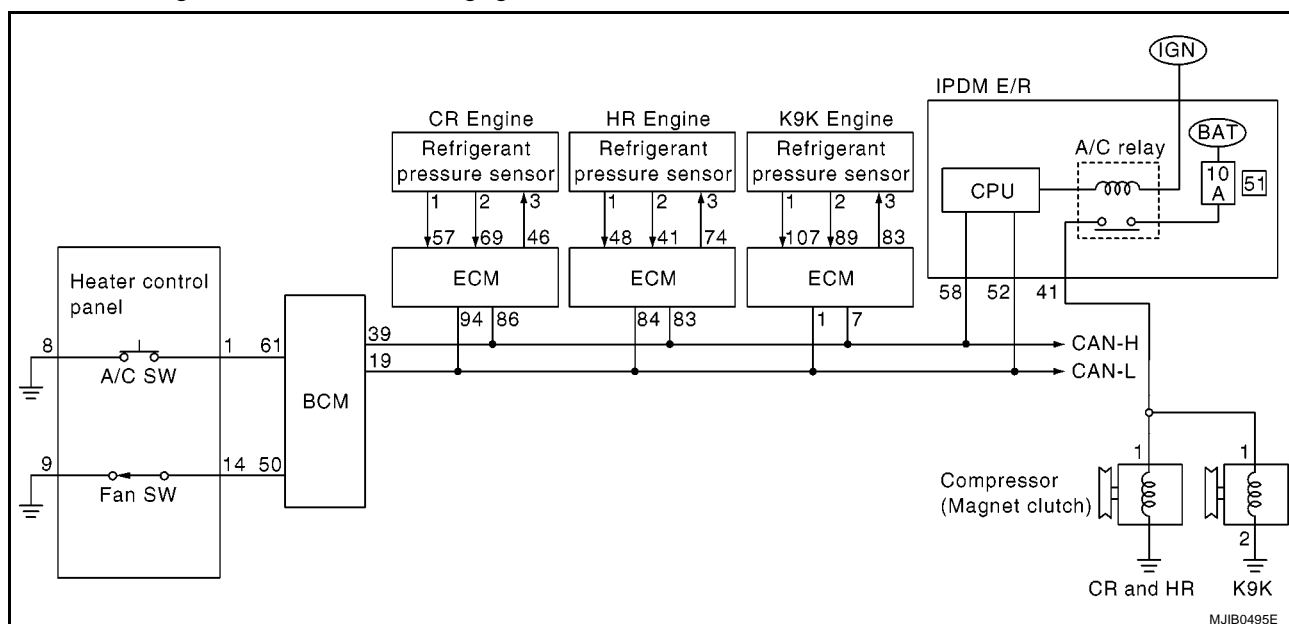 IGN
IPDM E/R
BAT
A/C relay
10
A
51
CPU
CR Engine
HR Engine
K9K Engine
Refrigerant
pressure sensor
Refrigerant
pressure sensor
Refrigerant
pressure sensor
1 2 3
1 2 3
1 2 3
57 69 46
48 41 74
107 89 83
ECM
ECM
ECM
94 86
84 83
1 7
58 52 41
Heater control
panel
8
A/C SW
1 61
39
19
BCM
CAN-H
CAN-L
9
Fan SW
14 50
Compressor
(Magnet clutch)
1
1
2
CR and HR
K9K
MJIB0495E